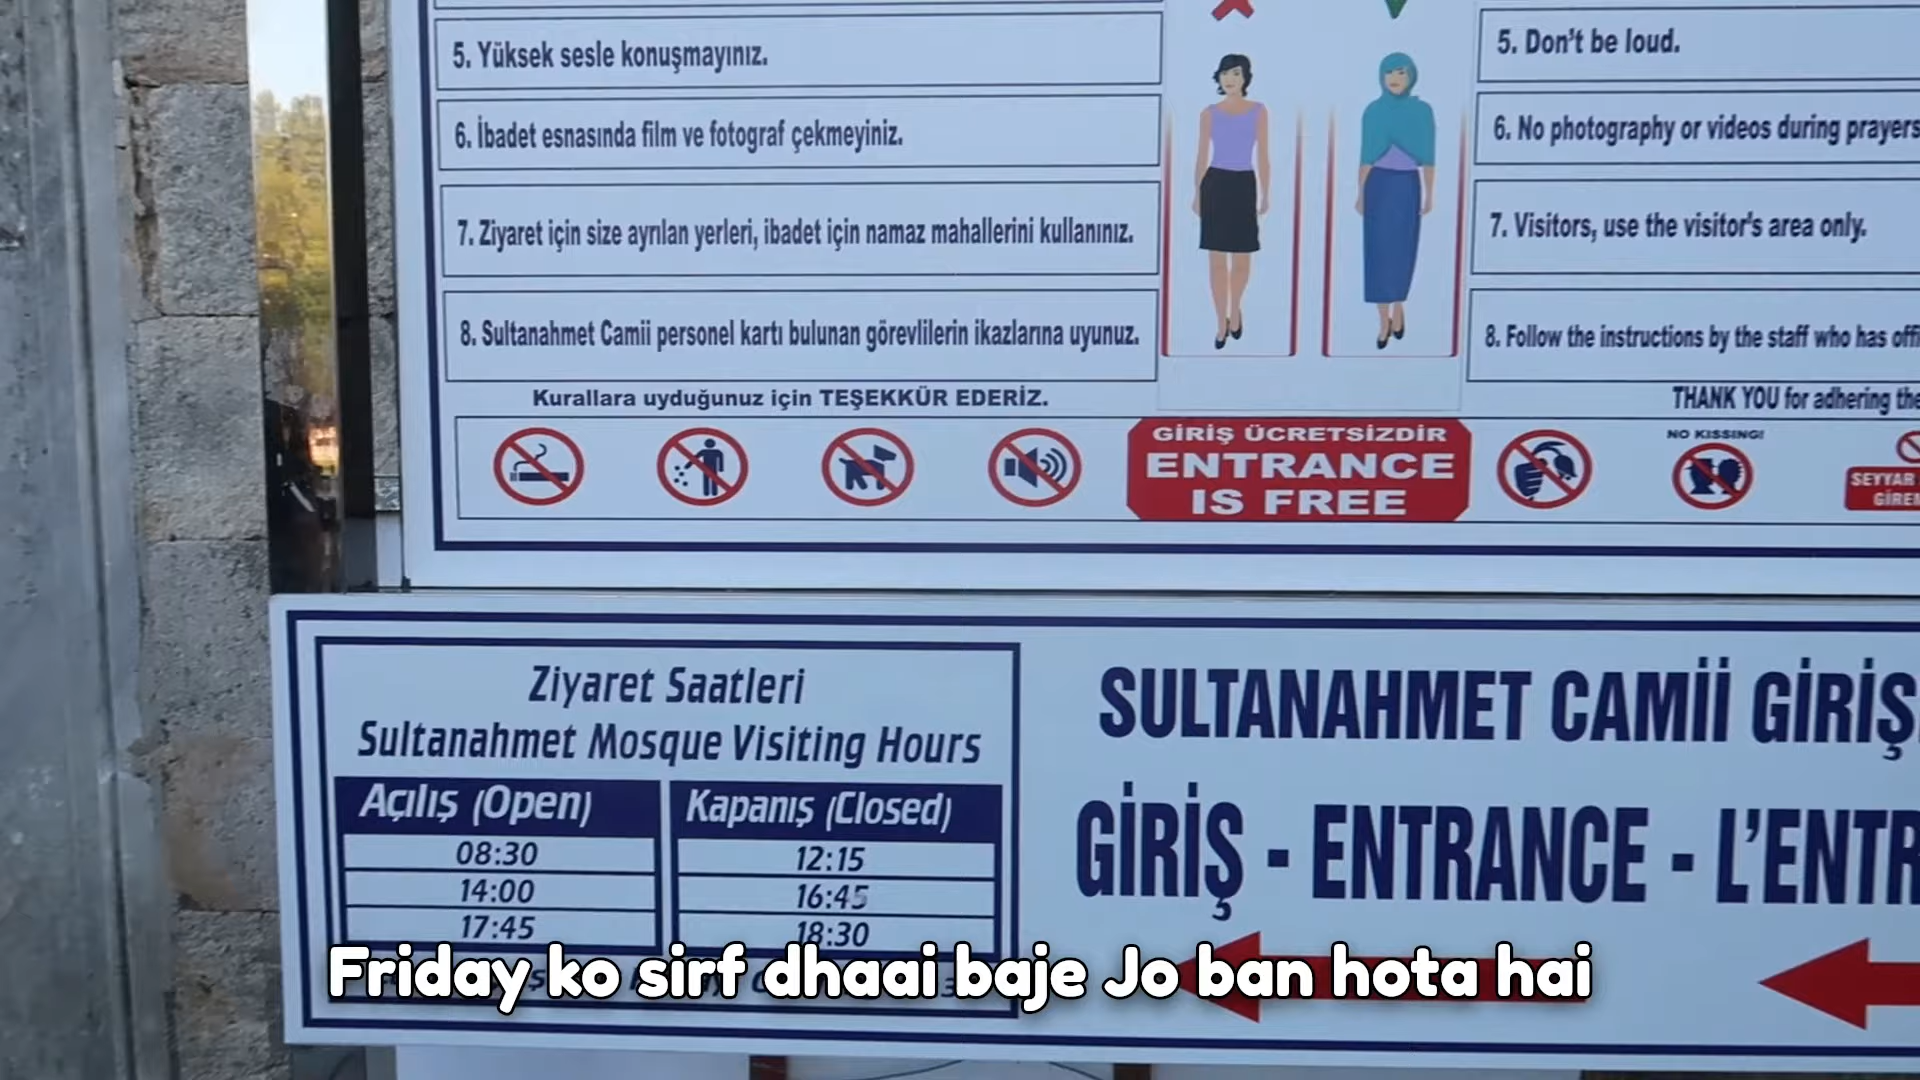 5. Yüksek sesle konuşmayınız.
6. İbadet esnasında film ve fotograf çekmeyiniz.
7. Ziyaret için size ayrılan yerleri, ibadet için namaz mahallerini kullanınız.
8. Sultanahmet Camii personel kartı bulunan görevlilerin ikazlarına uyunuz.
Kurallara uyduğunuz için TEŞEKKÜR EDERİZ.
5. Don't be loud.
6. No photography or videos during prayers
7. Visitors, use the visitor's area only.
8. Follow the instructions by the staff who has
THANK YOU for adhering the
GİRİŞ ÜCRETSİZDİR
ENTRANCE
IS FREE
NO KISSING!
SEYYAR
Ziyaret Saatleri
Sultanahmet Mosque Visiting Hours
Açılış (Open) Kapanış (Closed)
08:30 12:15
14:00 16:45
17:45 18:30
SULTANAHMET CAMİİ GİRİŞ
GİRİŞ - ENTRANCE -
Friday ko sirf dhaai baje Jo ban hota hai